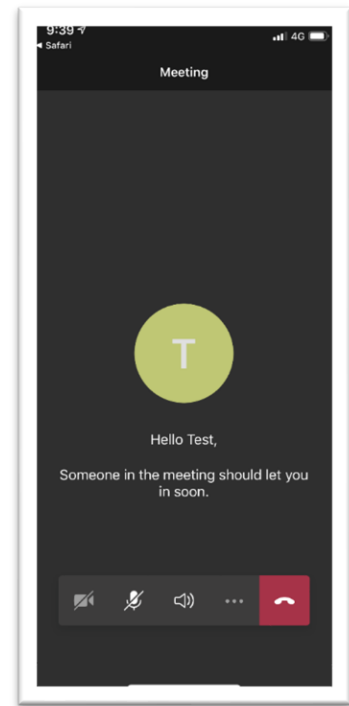 9:39
4G
Safari
Meeting
T
Hello Test,
Someone in the meeting should let you
in soon.